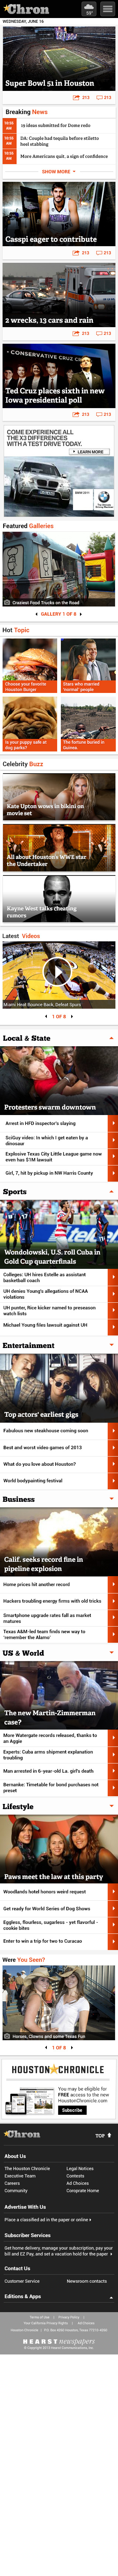 Chron
59°
WEDNESDAY, JUNE 16
Super Bowl 51 in Houston
213 213
Breaking News
19 ideas submitted for Dome redo
DA: Couple had tequila before stiletto
heel stabbing
More Americans quit, a sign of confidence
SHOW MORE
Casspi eager to contribute
213 213
2 wrecks, 13 cars and rain
213 213
Ted Cruz places sixth in new
Iowa presidential poll
213 213
COME EXPERIENCE ALL
THE X3 DIFFERENCES
WITH A TEST DRIVE TODAY.
LEARN MORE
Featured Galleries
Craziest Food Trucks on the Road
GALLERY 1 OF 8
Hot Topic
Choose your favorite
Houston Burger
Stars who married
'normal' people
Is your puppy safe at
dog parks?
The fortune buried in
Guinea
Celebrity Buzz
Kate Upton wows in bikini on
movie set
All about Houston's WWE star
the Undertaker
Kayne West talks cheating
rumors
Latest Videos
Miami Heat Bounce Back, Defeat Spurs
1 OF 8
Local & State
Protesters swarm downtown
Arrest in HFD inspector's slaying
SciGuy video: In which I get eaten by a
dinosaur
Explosive Texas City Little League game now
even has $1M lawsuit
Girl, 7, hit by pickup in NW Harris County
Sports
Wondolowski, U.S. roll Cuba in
Gold Cup quarterfinals
Colleges: UH hires Estelle as assistant
basketball coach
UH denies Young's allegations of NCAA
violations
UH punter, Rice kicker named to preseason
watch lists
Michael Young files lawsuit against UH
Entertainment
Top actors' earliest gigs
Fabulous new steakhouse coming soon
Best and worst video games of 2013
What do you love about Houston?
World bodypainting festival
Business
Calif. seeks record fine in
pipeline explosion
Home prices hit another record
Hackers troubling energy firms with old tricks
Smartphone upgrade rates fall as market
matures
Texas A&M-led team finds new way to
'remember the Alamo'
US & World
The new Martin-Zimmerman
case?
More Watergate records released, thanks to
an Aggie
Experts: Cuba arms shipment explanation
troubling
Man arrested in 6-year-old La. girl's death
Bernanke: Timetable for bond purchases not
preset
Lifestyle
Paws meet the law at this party
Woodlands hotel honors weird request
Get ready for World Series of Dog Shows
Eggless, flourless, sugarless - yet flavorful -
cookie bites
Enter to win a trip for two to Curacao
Were You Seen?
Horses, Clowns and some Texas Fun
1 OF 8
HOUSTON CHRONICLE
You may be eligible for
FREE access to the new
HoustonChronicle.com
Subscribe
Chron
TOP
About Us
The Houston Chronicle Legal Notices
Executive Team Contests
Careers Ad Choices
Community Corporate Home
Advertise With Us
Place a classified ad in the paper or online
Subscriber Services
Get home delivery, manage your subscription, pay your
bill and EZ Pay, and set a vacation hold for the paper
Contact Us
Customer Service Newsroom contacts
Editions & Apps
Terms of Use | Privacy Policy |
Your California Privacy Rights | Ad Choices
HEARST newspapers